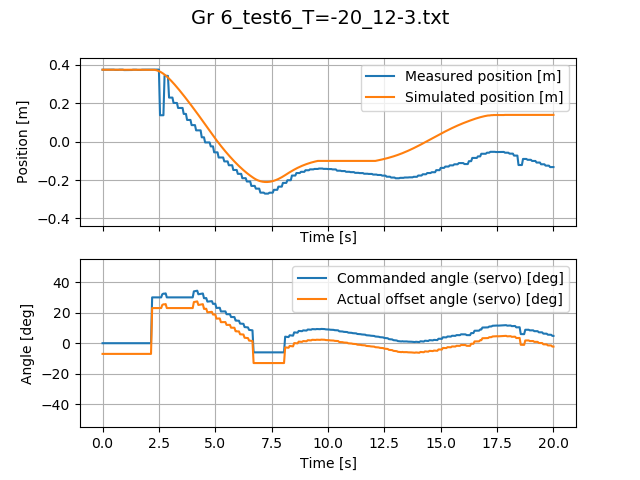 Gr 6_test6_T=-20_12-3.txt
0.4
0.2
0.0
−0.2
−0.4
Position [m]
Measured position [m]
Simulated position [m]
Time [s]
40
20
0
−20
−40
Angle [deg]
Commanded angle (servo) [deg]
Actual offset angle (servo) [deg]
0.0 2.5 5.0 7.5 10.0 12.5 15.0 17.5 20.0
Time [s]